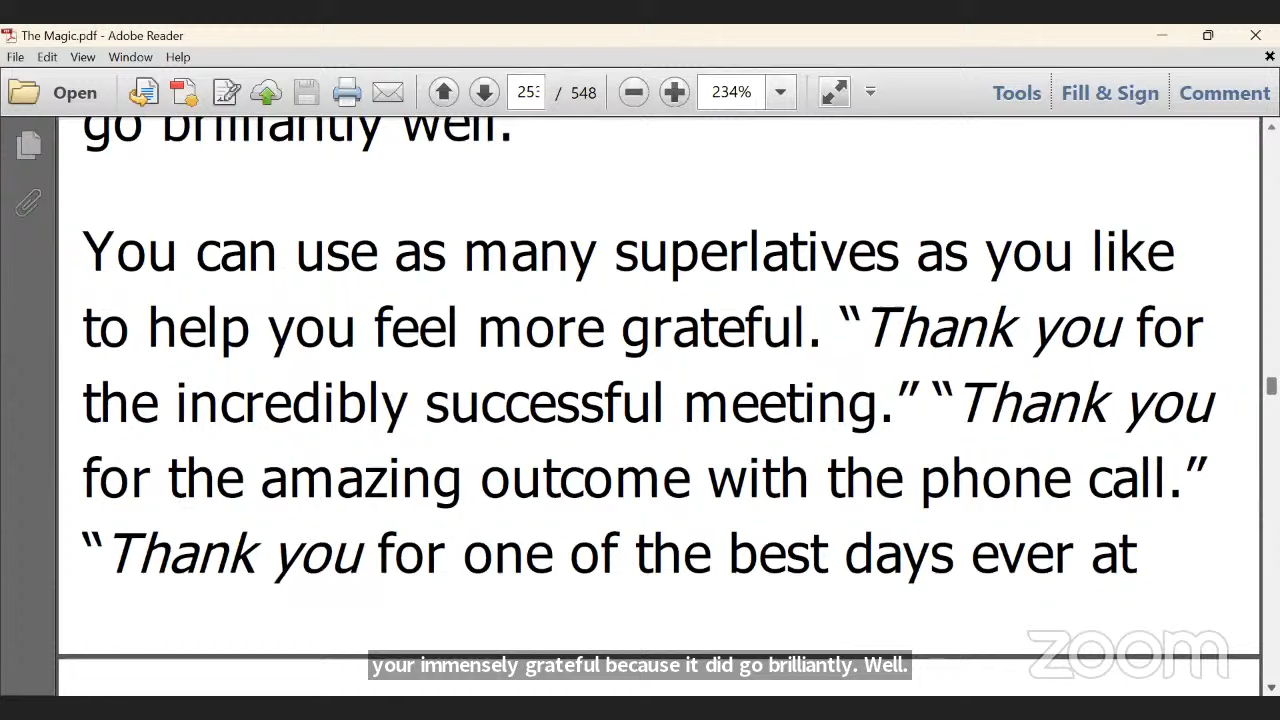 The Magic.pdf - Adobe Reader
File Edit View Window Help
Open 253 / 548 234% Tools Fill & Sign Comment
go brilliantly well.
You can use as many superlatives as you like
to help you feel more grateful. “Thank you for
the incredibly successful meeting.” “Thank you
for the amazing outcome with the phone call.”
“Thank you for one of the best days ever at
your immensely grateful because it did go brilliantly. Well.
zoom